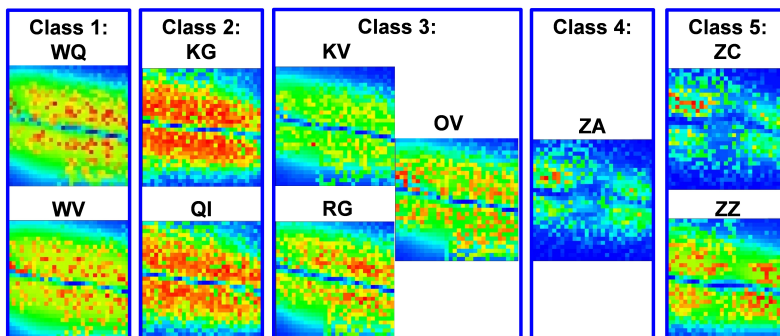 Class 1:
WQ
WV
Class 2:
KG
QI
Class 3:
KV
OV
RG
Class 4:
ZA
Class 5:
ZC
ZZ